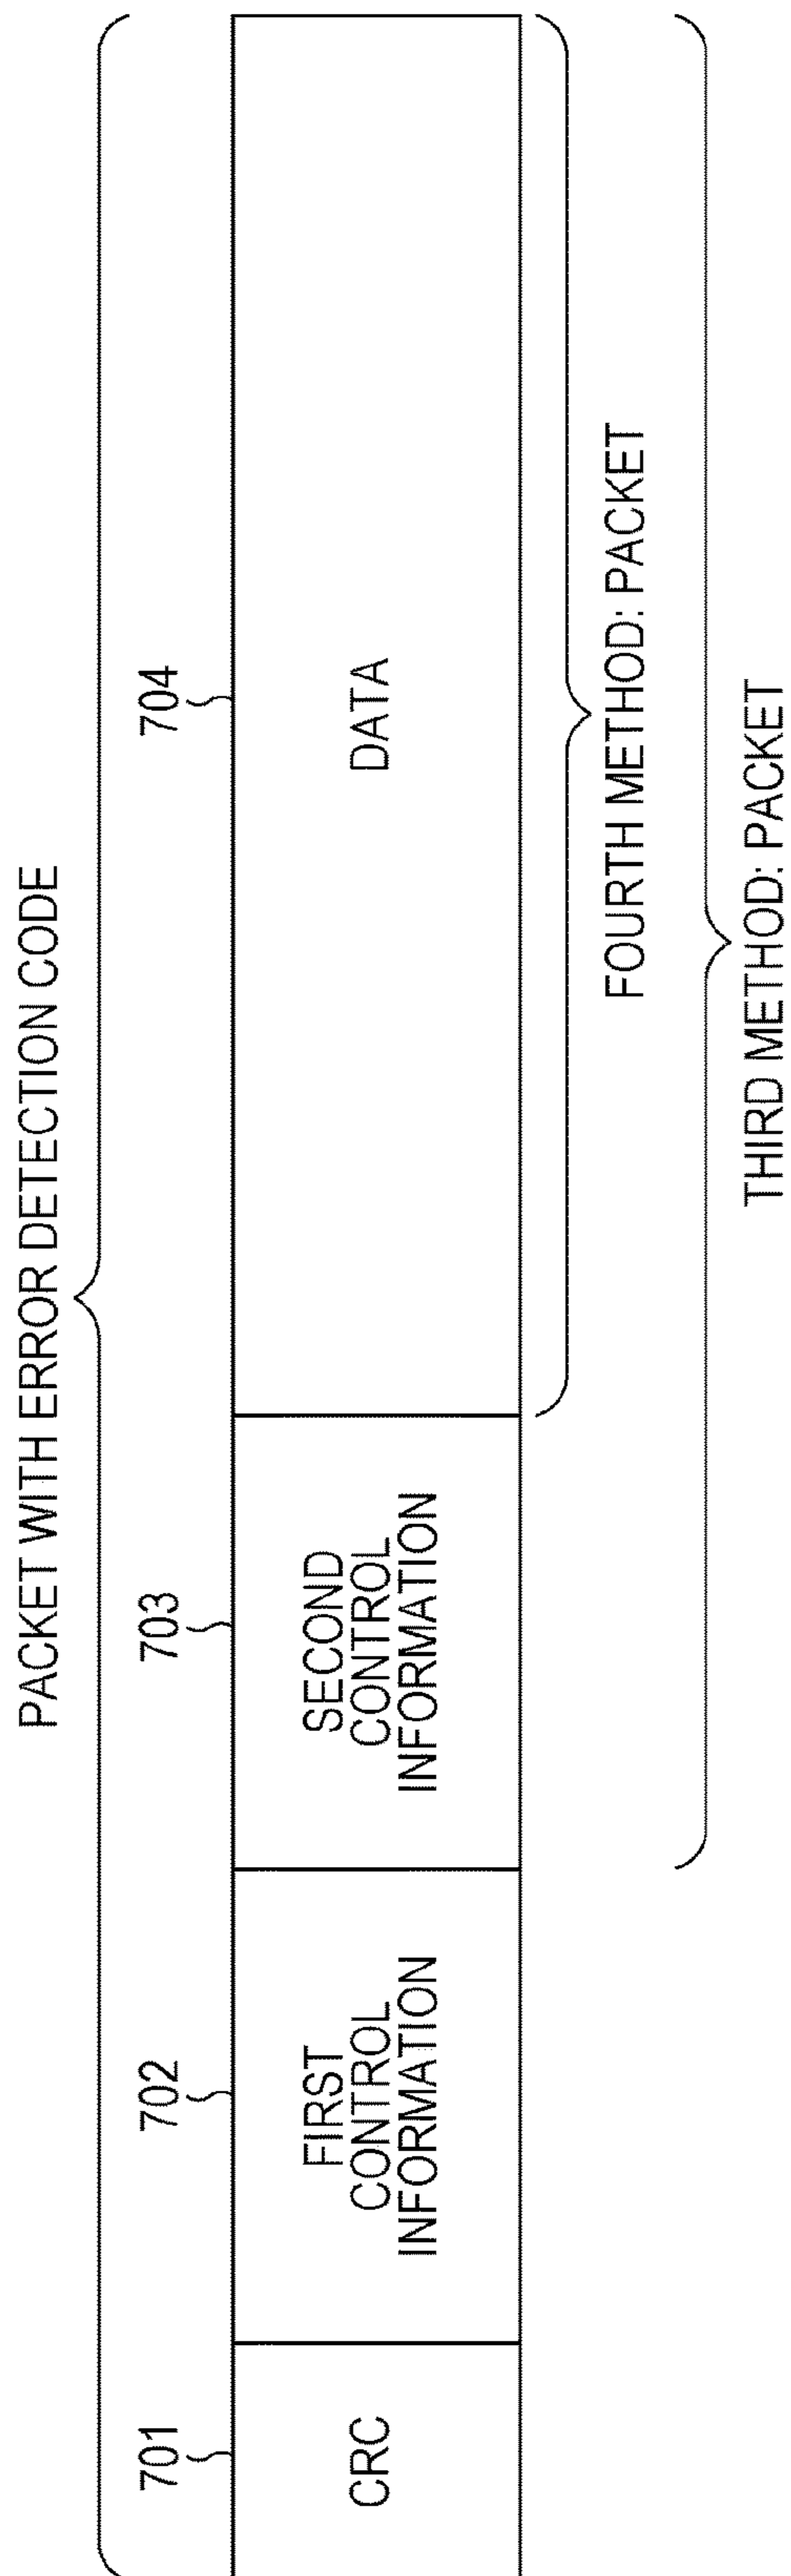 PACKET WITH ERROR DETECTION CODE
701
702
703
704
CRC
FIRST
CONTROL
INFORMATION
SECOND
CONTROL
INFORMATION
DATA
FOURTH METHOD: PACKET
THIRD METHOD: PACKET